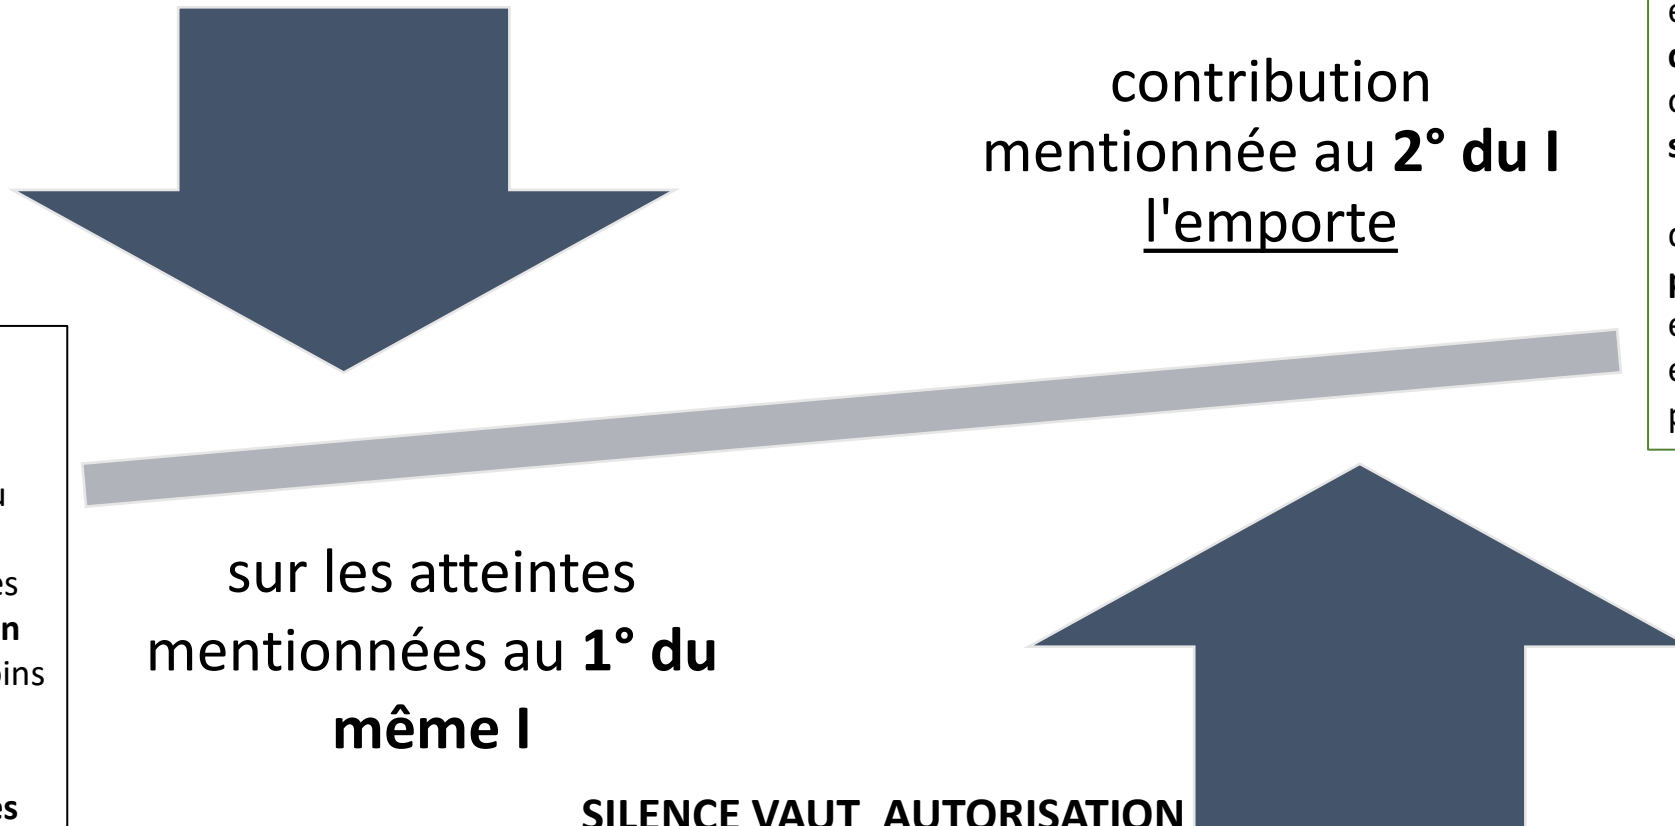 contribution
mentionnée au 2° du I
l'emporte
sur les atteintes
mentionnées au 1° du
même I
SILENCE VAUT AUTORISATION